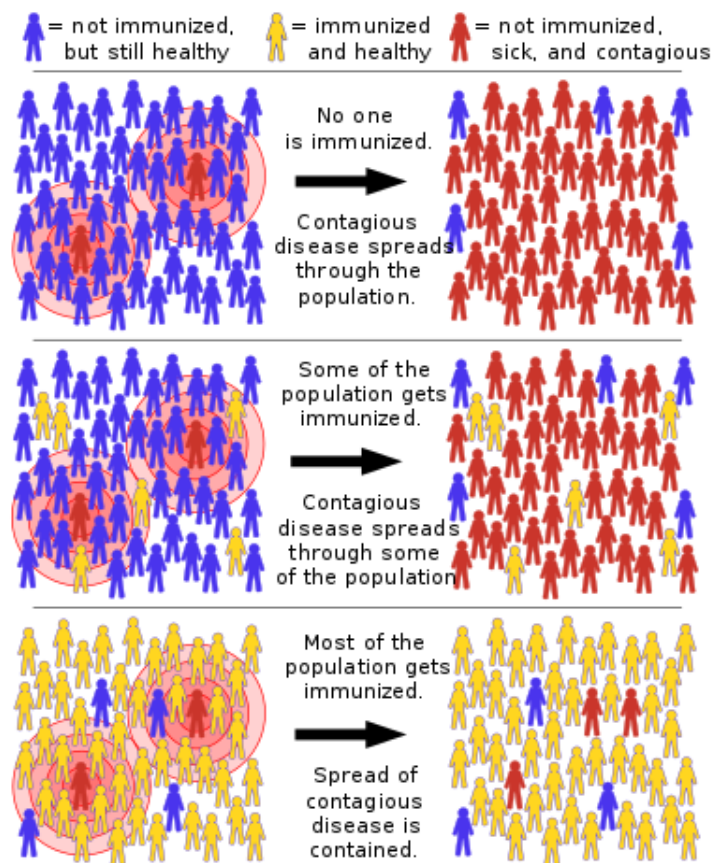 = not immunized,
but still healthy
= immunized
and healthy
= not immunized,
sick, and contagious
No one
is immunized.
Contagious
disease spreads
through the
population.
Some of the
population gets
immunized.
Contagious
disease spreads
through some
of the population
Most of the
population gets
immunized.
Spread of
contagious
disease is
contained.